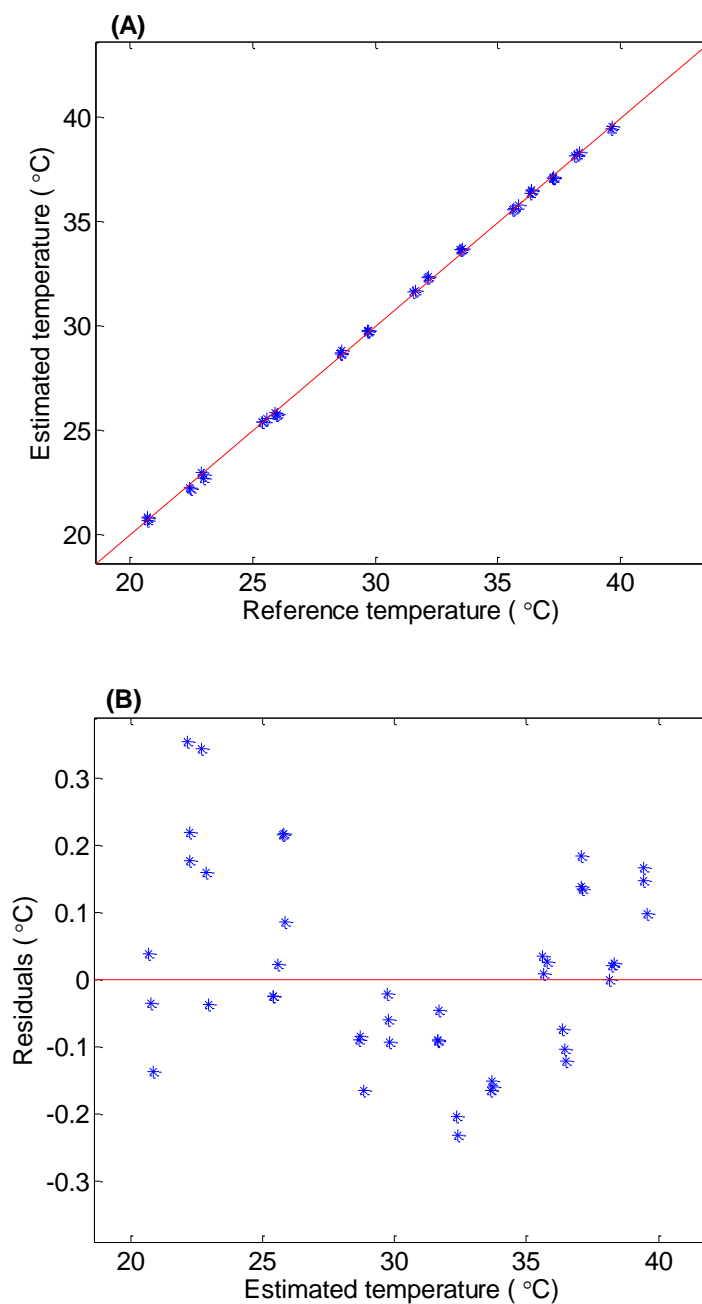 (A)
40
35
30
25
20
Estimated temperature ( °C)
20 25 30 35 40
Reference temperature ( °C)
(B)
0.3
0.2
0.1
0
-0.1
-0.2
-0.3
Residuals ( °C)
20 25 30 35 40
Estimated temperature ( °C)